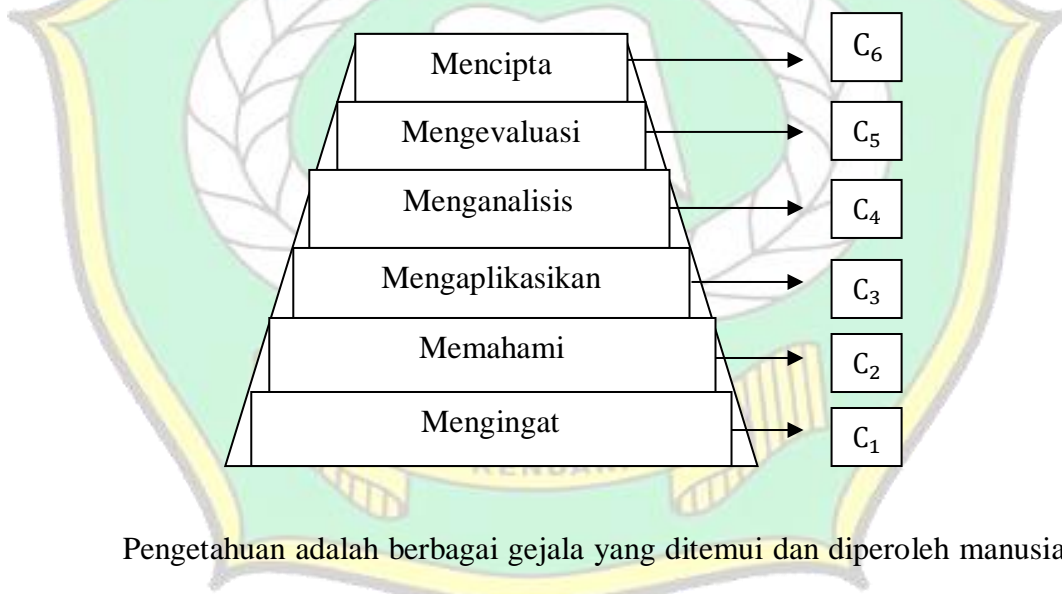 Mencipta C₆
Mengevaluasi C₅
Menganalisis C₄
Mengaplikasikan C₃
Memahami C₂
Mengingat C₁
KENDARI
Pengetahuan adalah berbagai gejala yang ditemui dan diperoleh manusia